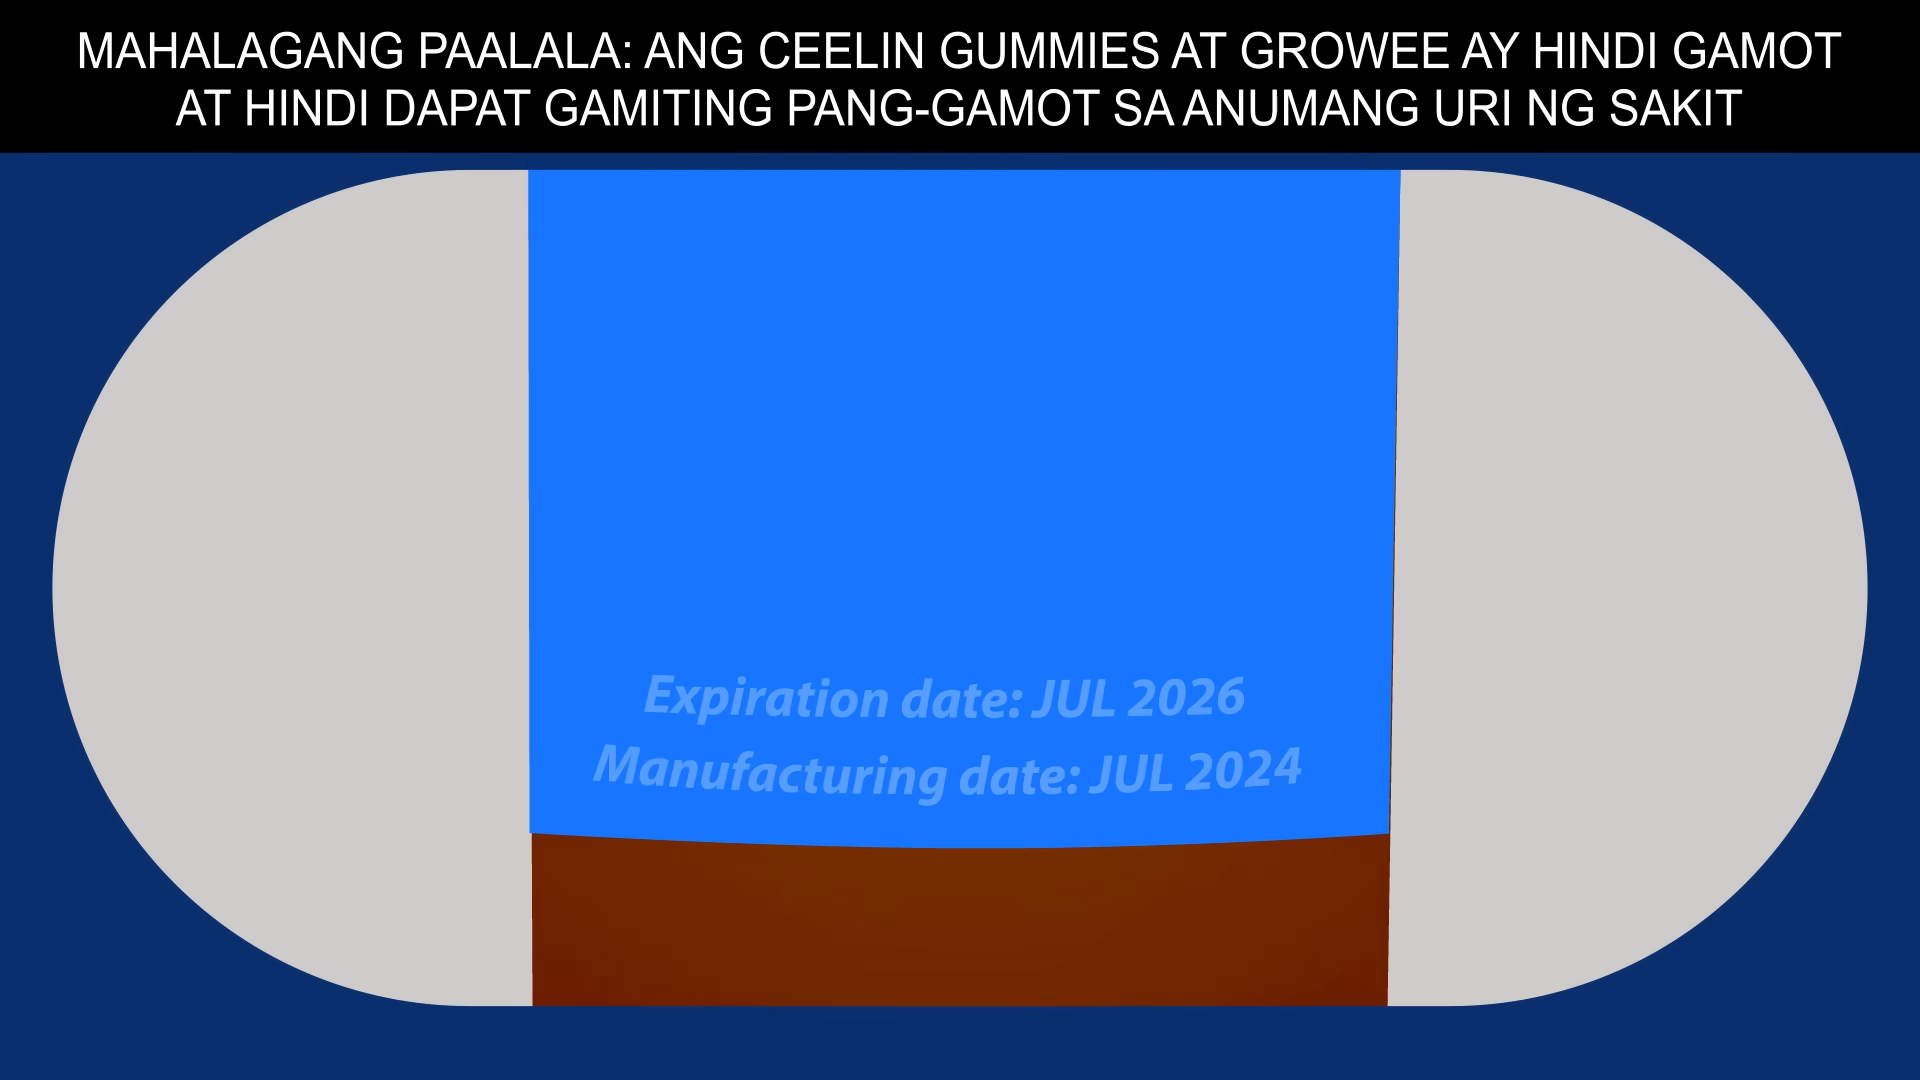 MAHALAGANG PAALALA: ANG CEELIN GUMMIES AT GROWEE AY HINDI GAMOT
AT HINDI DAPAT GAMITING PANG-GAMOT SA ANUMANG URI NG SAKIT
Expiration date: JUL 2026
Manufacturing date: JUL 2024